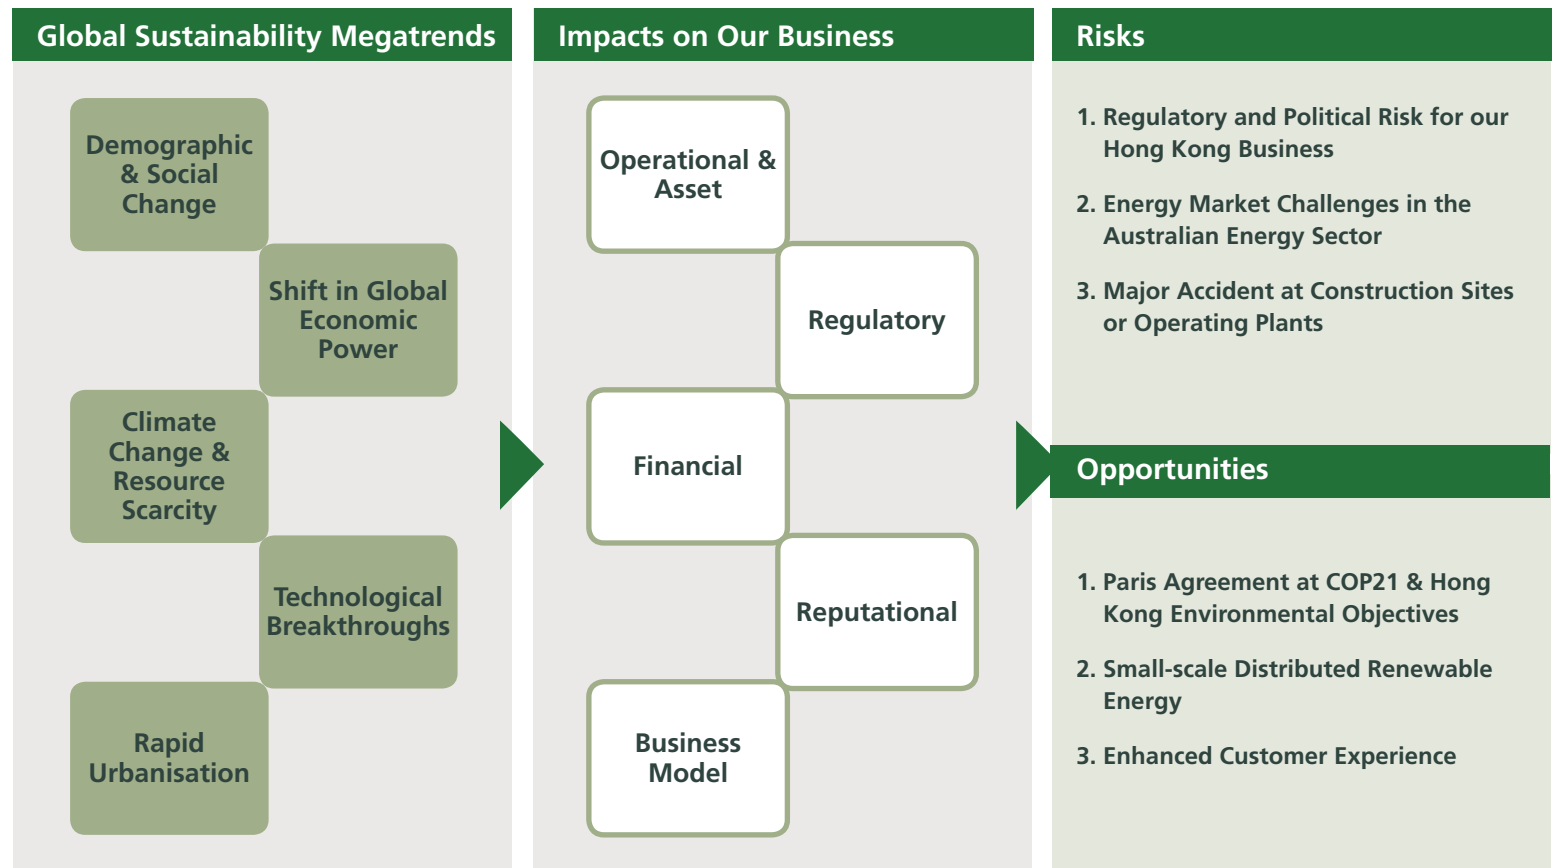 Global Sustainability Megatrends
Demographic
& Social
Change
Shift in Global
Economic
Power
Climate
Change &
Resource
Scarcity
Technological
Breakthroughs
Rapid
Urbanisation
Impacts on Our Business
Operational &
Asset
Regulatory
Financial
Reputational
Business
Model
Risks
1. Regulatory and Political Risk for our
Hong Kong Business
2. Energy Market Challenges in the
Australian Energy Sector
3. Major Accident at Construction Sites
or Operating Plants
Opportunities
1. Paris Agreement at COP21 & Hong
Kong Environmental Objectives
2. Small-scale Distributed Renewable
Energy
3. Enhanced Customer Experience